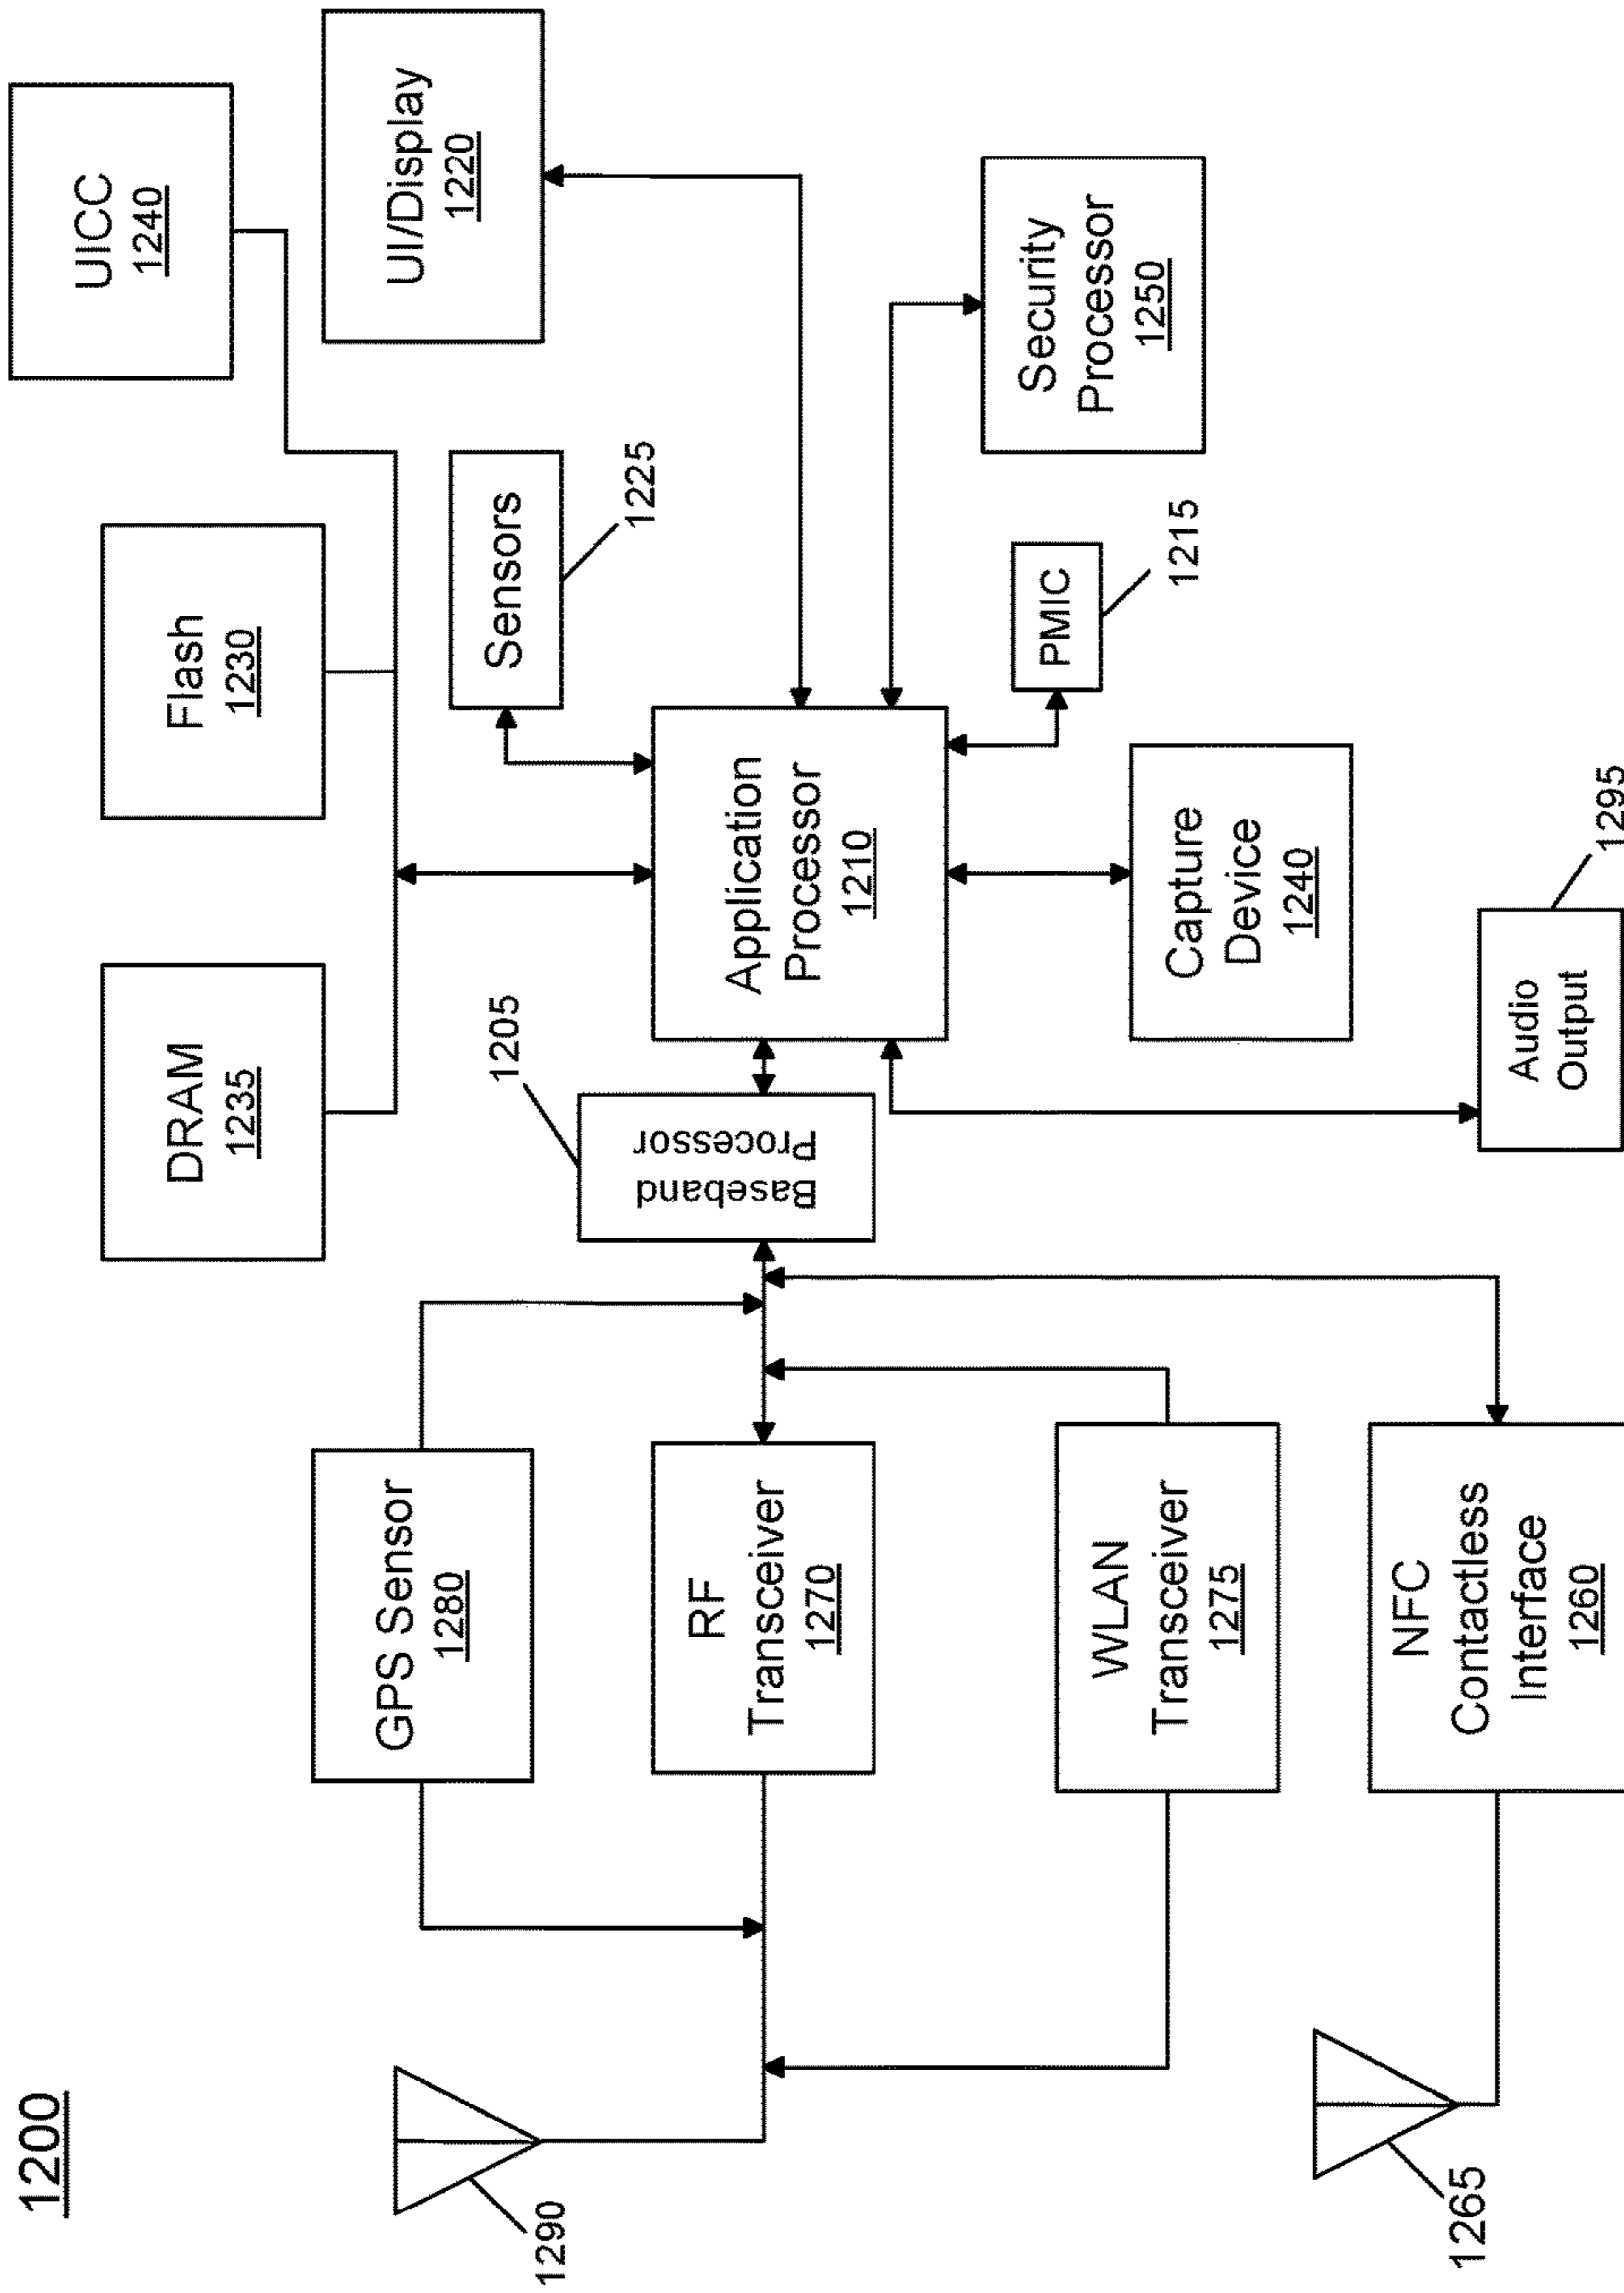 1200
UICC
1240
UI/Display
1220
Flash
1230
Sensors
1225
Security
Processor
1250
PMIC
1215
DRAM
1235
1205
Baseband
Processor
Application
Processor
1210
Capture
Device
1240
Audio
Output
1295
GPS Sensor
1280
RF
Transceiver
1270
WLAN
Transceiver
1275
NFC
Contactless
Interface
1260
1290
1265